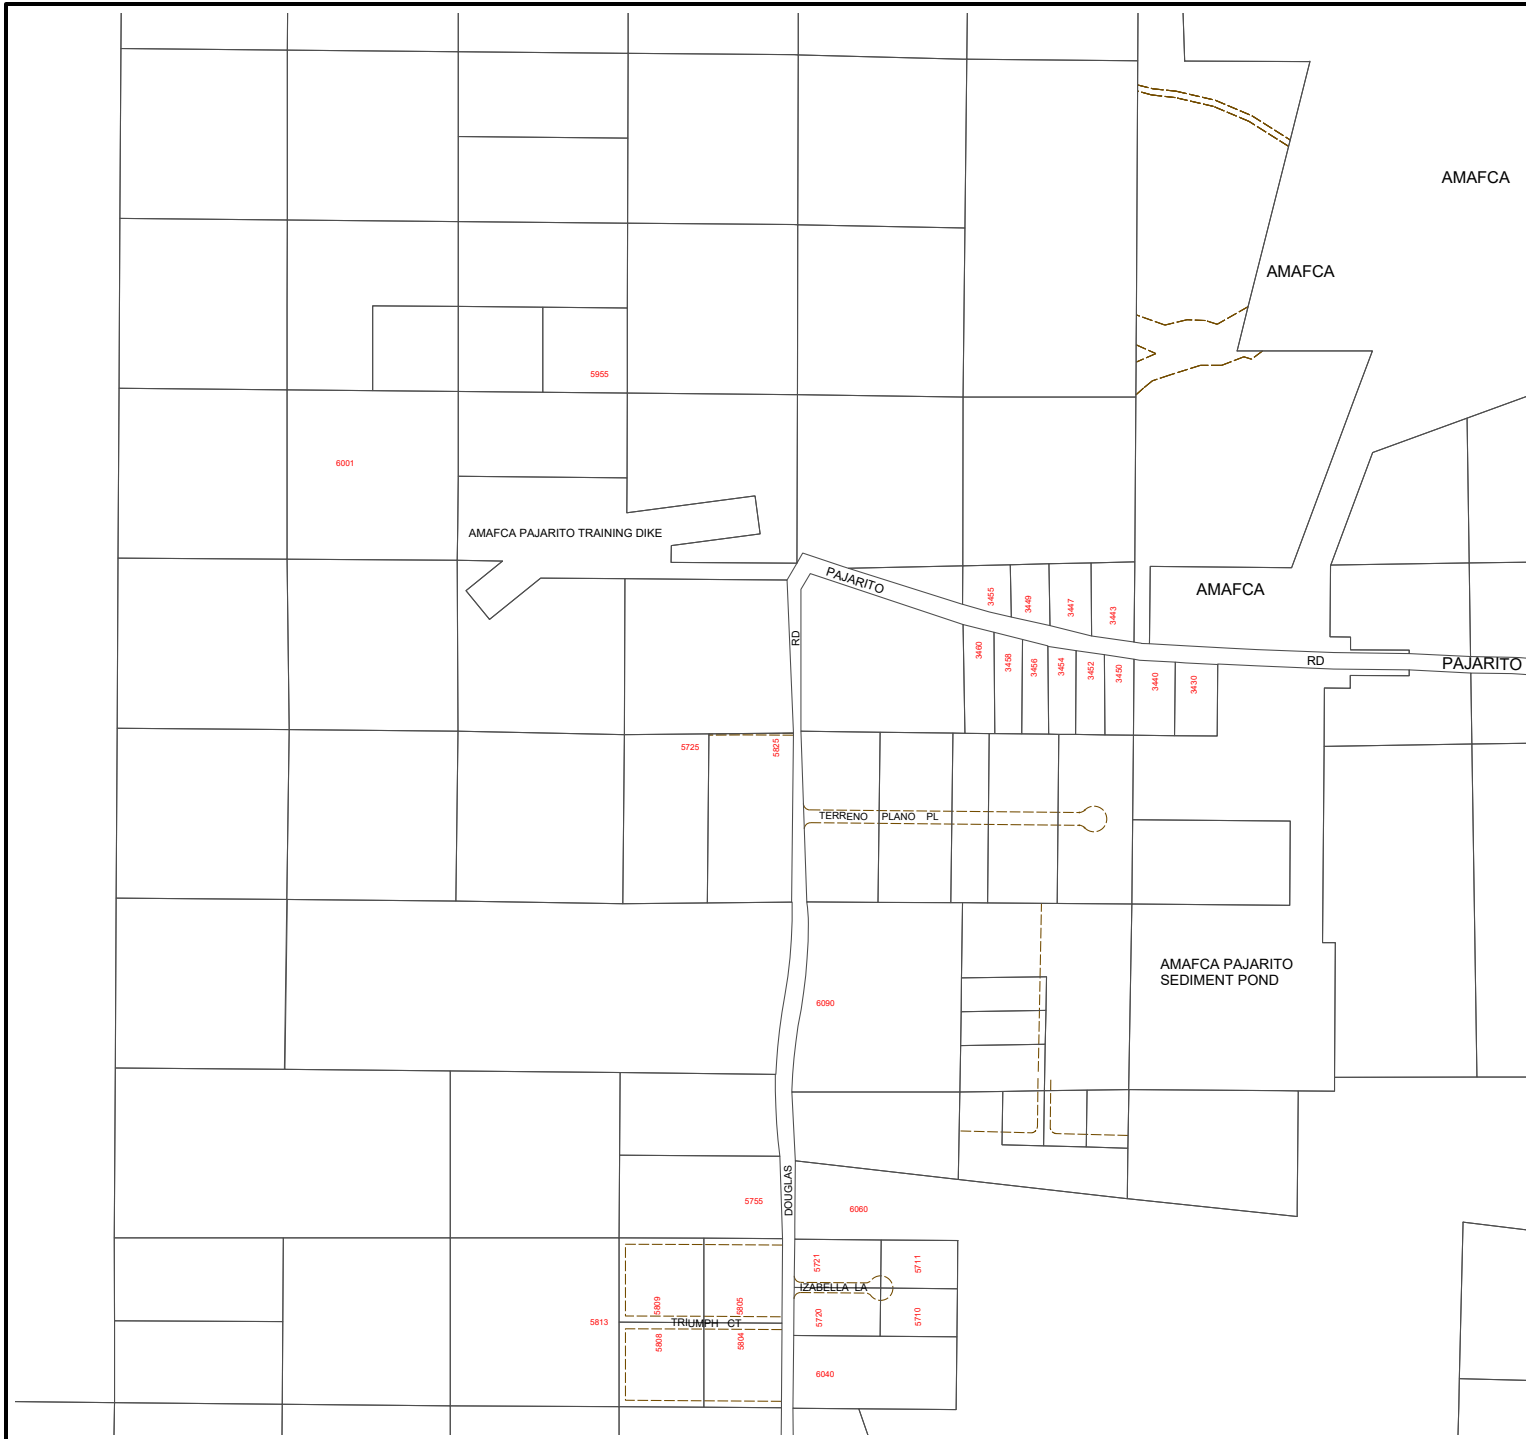 AMAFCA
AMAFCA
5955
6001
AMAFCA PAJARITO TRAINING DIKE
PAJARITO
AMAFCA
3455
3449
3447
3443
RD
3460
3458
3456
3454
3452
3450
3440
3430
RD
PAJARITO
5725
5825
TERRENO PLANO PL
AMAFCA PAJARITO
SEDIMENT POND
6090
DOUGLAS
5755
6060
5721
5711
IZABELLA LA
5809
5805
5720
5710
5813
TRIUMPH CT
5808
5804
6040